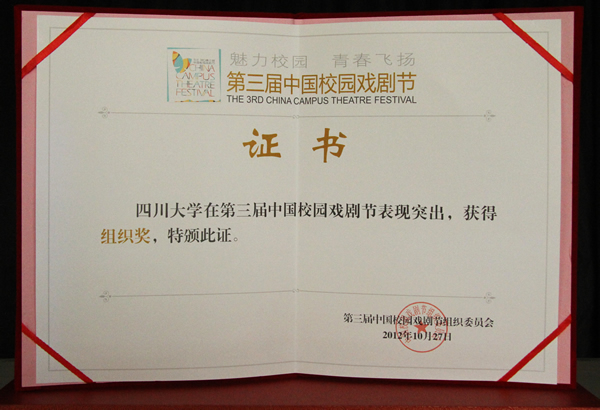 魅力校园 青春飞扬
CHINA
CAMPUS
THEATRE
FESTIVAL
第三届中国校园戏剧节
THE 3RD CHINA CAMPUS THEATRE FESTIVAL
证书
四川大学在第三届中国校园戏剧节表现突出，获得
组织奖，特颁此证。
第三届中国校园戏剧节组织委员会
2012年10月27日